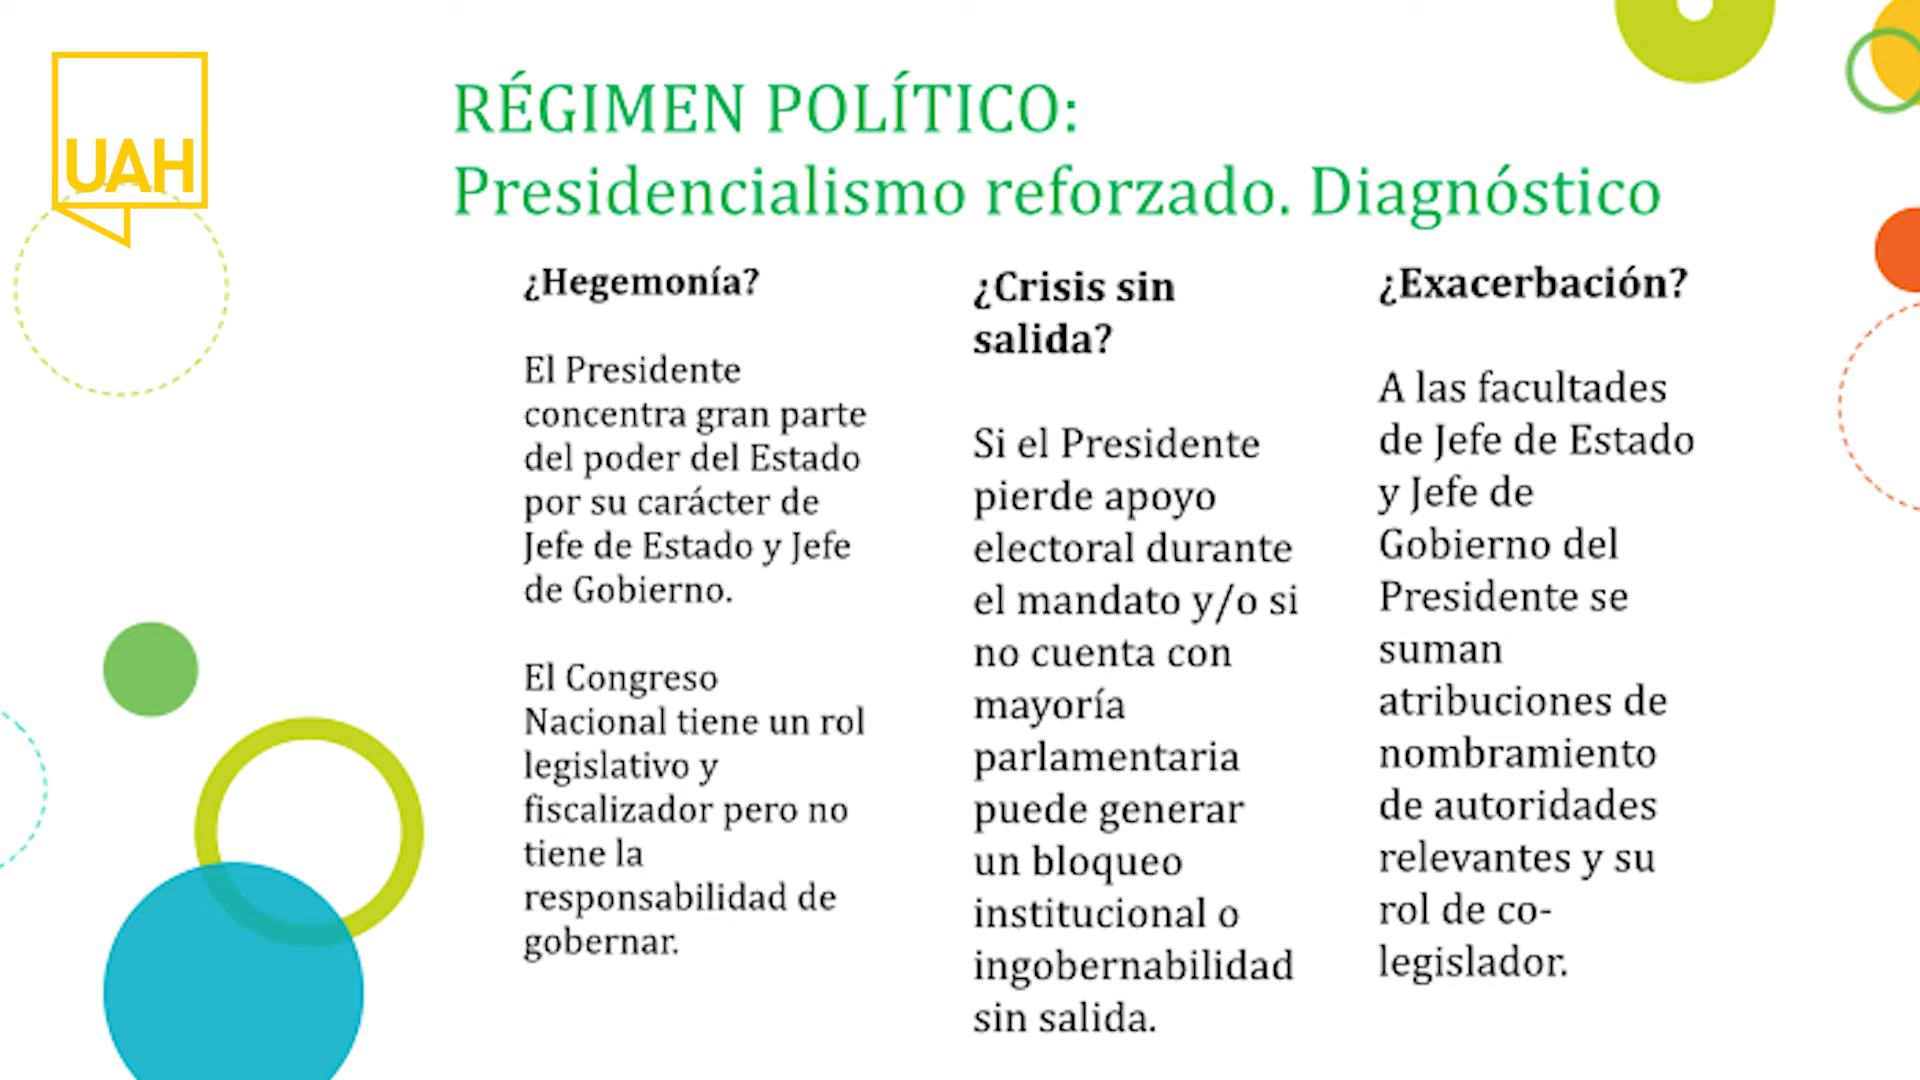 UAH
RÉGIMEN POLÍTICO:
Presidencialismo reforzado. Diagnóstico
¿Hegemonía?
El Presidente
concentra gran parte
del poder del Estado
por su carácter de
Jefe de Estado y Jefe
de Gobierno.
El Congreso
Nacional tiene un rol
legislativo y
fiscalizador pero no
tiene la
responsabilidad de
gobernar.
¿Crisis sin
salida?
Si el Presidente
pierde apoyo
electoral durante
el mandato y/o si
no cuenta con
mayoría
parlamentaria
puede generar
un bloqueo
institucional o
ingobernabilidad
sin salida.
¿Exacerbación?
A las facultades
de Jefe de Estado
y Jefe de
Gobierno del
Presidente se
suman
atribuciones de
nombramiento
de autoridades
relevantes y su
rol de co-
legislador.